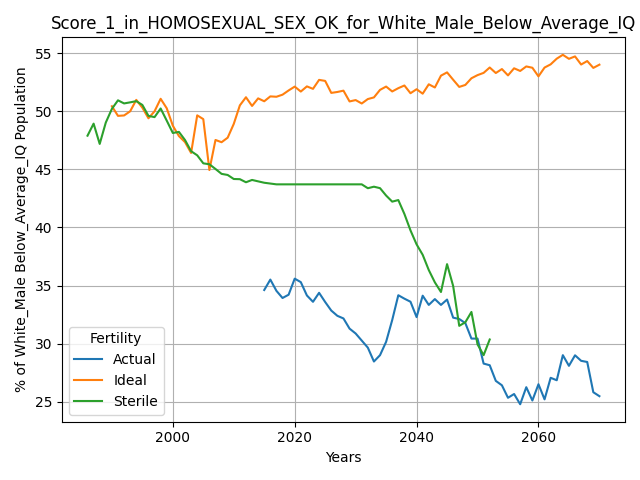 Score_1_in_HOMOSEXUAL_SEX_OK_for_White_Male_Below_Average_IQ
% of White_Male Below_Average_IQ Population
55
50
45
40
35
30
25
Fertility
Actual
Ideal
Sterile
2000 2020 2040 2060
Years